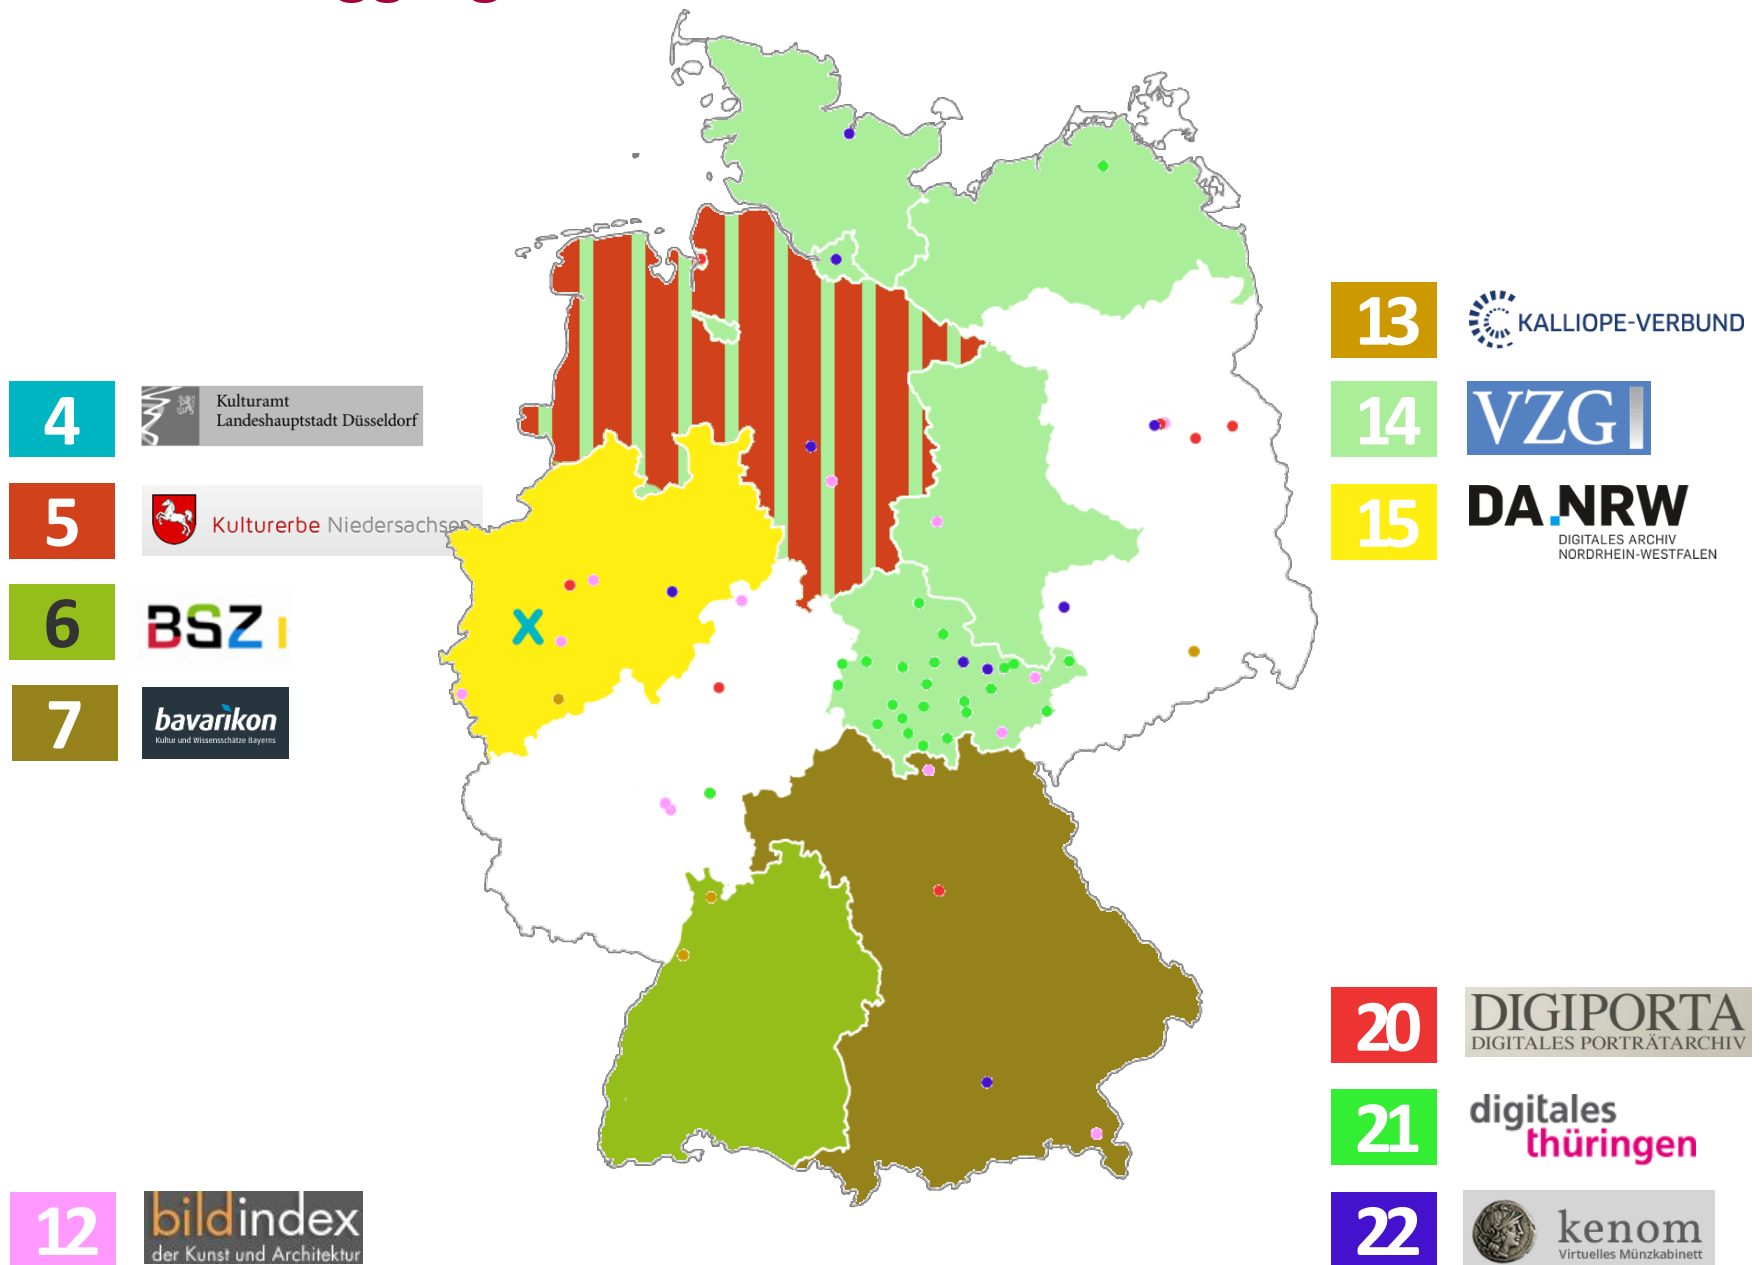 4
Kulturamt
Landeshauptstadt Düsseldorf
5
Kulturerbe Niedersachsen
6
BSZ
7
bavarikon
Kultur und Wissensschätze Bayerns
12
bildindex
der Kunst und Architektur
X
13
KALLIOPE-VERBUND
14
VZG
15
DA.NRW
DIGITALES ARCHIV
NORDRHEIN-WESTFALEN
20
DIGIPORTA
DIGITALES PORTRÄTARCHIV
21
digitales
thüringen
22
kenom
Virtuelles Münzkabinett